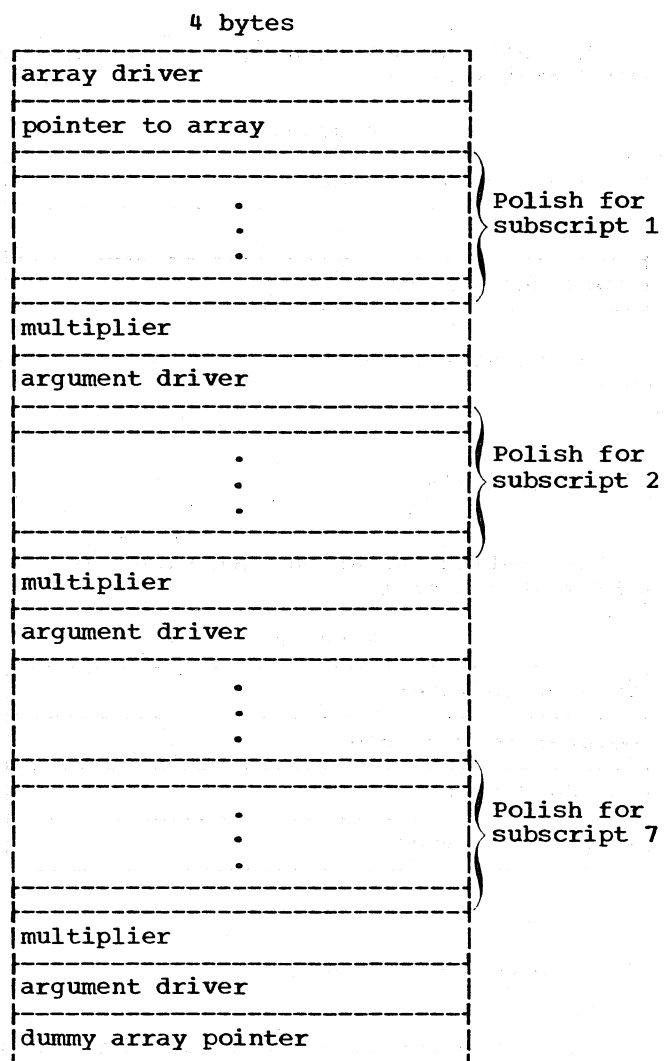 4 bytes
array driver
pointer to array
Polish for
subscript 1
multiplier
argument driver
Polish for
subscript 2
multiplier
argument driver
Polish for
subscript 7
multiplier
argument driver
dummy array pointer